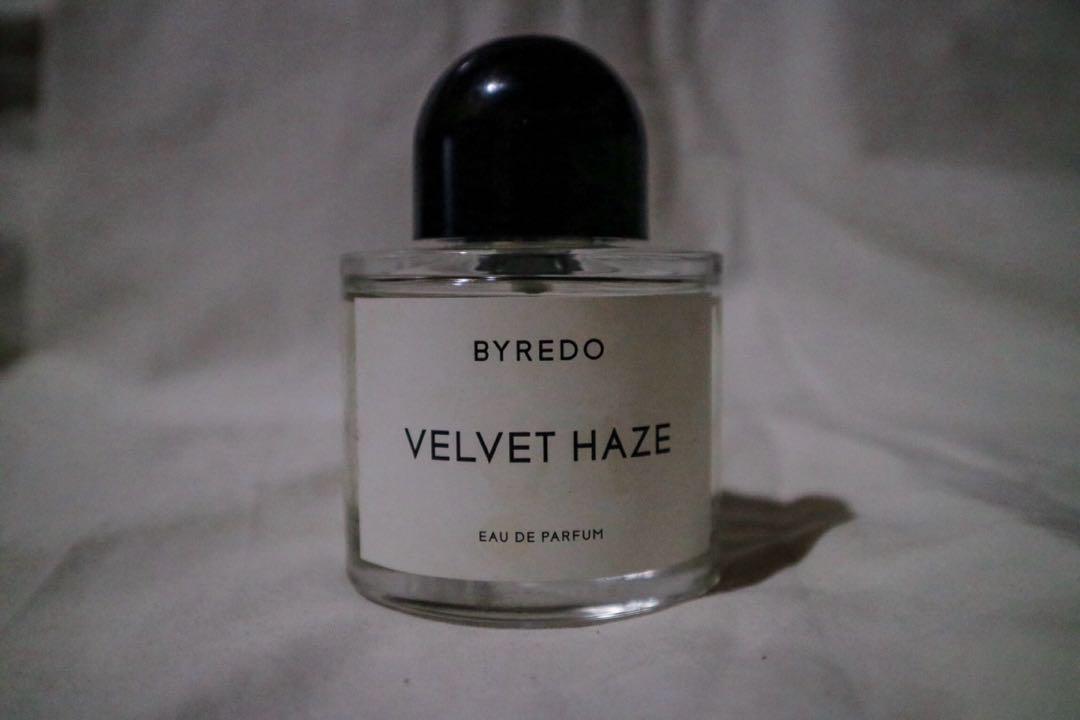 BYREDO
VELVET HAZE
EAU DE PARFUM